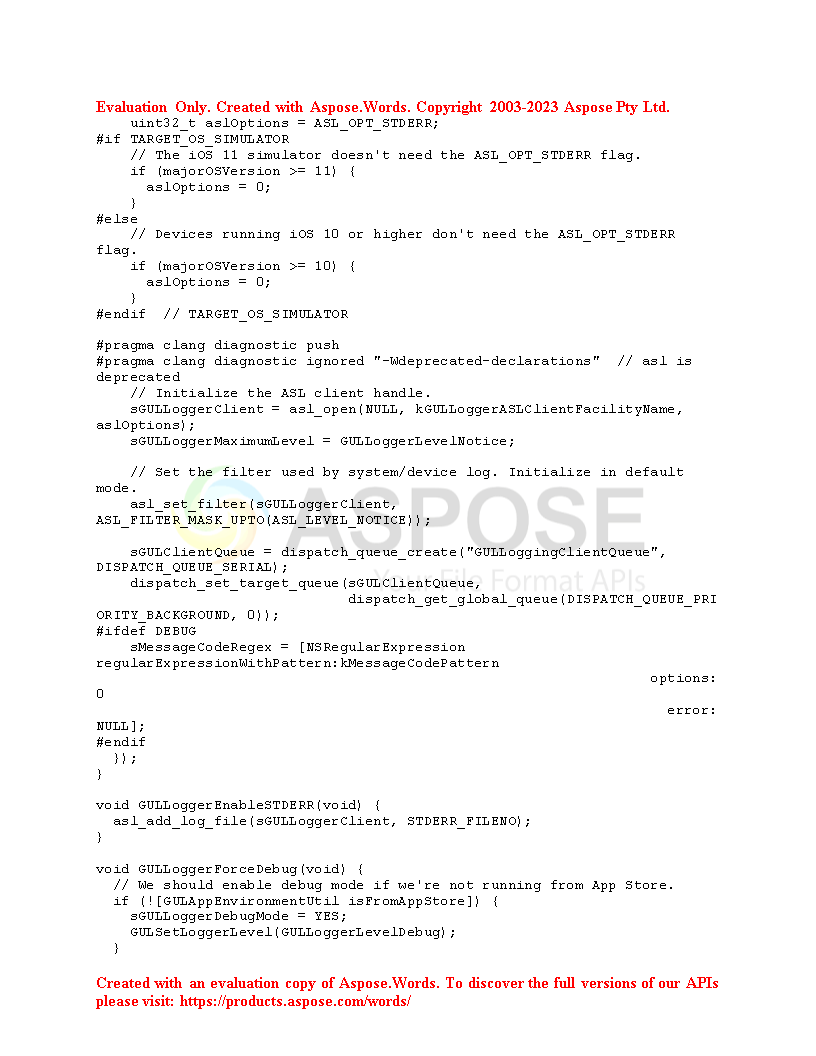 Evaluation Only. Created with Aspose.Words. Copyright 2003-2023 Aspose Pty Ltd.
    uint32_t aslOptions = ASL_OPT_STDERR;
#if TARGET_OS_SIMULATOR
    // The iOS 11 simulator doesn't need the ASL_OPT_STDERR flag.
    if (majorOSVersion >= 11) {
      aslOptions = 0;
    }
#else
    // Devices running iOS 10 or higher don't need the ASL_OPT_STDERR
flag.
    if (majorOSVersion >= 10) {
      aslOptions = 0;
    }
#endif  // TARGET_OS_SIMULATOR

#pragma clang diagnostic push
#pragma clang diagnostic ignored "-Wdeprecated-declarations"  // asl is
deprecated
    // Initialize the ASL client handle.
    sGULLoggerClient = asl_open(NULL, kGULLoggerASLClientFacilityName,
aslOptions);
    sGULLoggerMaximumLevel = GULLoggerLevelNotice;

    // Set the filter used by system/device log. Initialize in default
mode.
    asl_set_filter(sGULLoggerClient,
ASL_FILTER_MASK_UPTO(ASL_LEVEL_NOTICE));
ASPOSE

    sGULClientQueue = dispatch_queue_create("GULLoggingClientQueue",
DISPATCH_QUEUE_SERIAL);
    dispatch_set_target_queue(sGULClientQueue,
Your File Format APIs
                              dispatch_get_global_queue(DISPATCH_QUEUE_PRI
ORITY_BACKGROUND, 0));
#ifdef DEBUG
    sMessageCodeRegex = [NSRegularExpression
regularExpressionWithPattern:kMessageCodePattern
                                                                  options:
0
                                                                    error:
NULL];
#endif
  });
}

void GULLoggerEnableSTDERR(void) {
  asl_add_log_file(sGULLoggerClient, STDERR_FILENO);
}

void GULLoggerForceDebug(void) {
  // We should enable debug mode if we're not running from App Store.
  if (![GULAppEnvironmentUtil isFromAppStore]) {
    sGULLoggerDebugMode = YES;
    GULSetLoggerLevel(GULLoggerLevelDebug);
  }
Created with an evaluation copy of Aspose.Words. To discover the full versions of our APIs
please visit: https://products.aspose.com/words/